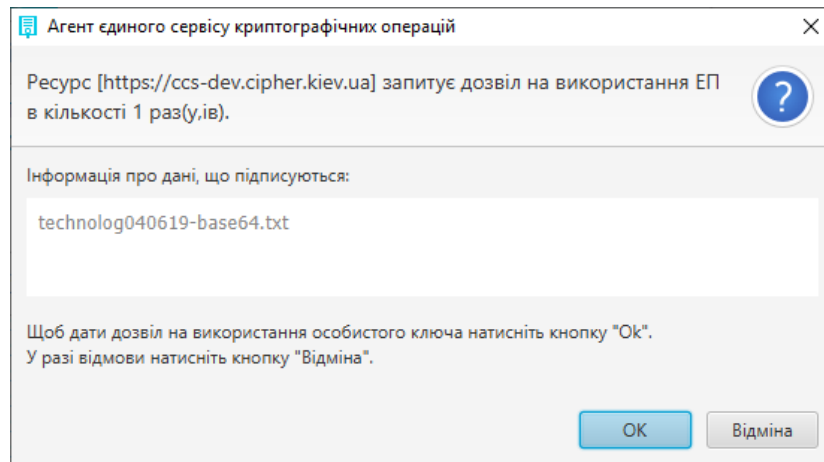 Агент єдиного сервісу криптографічних операцій
Ресурс [https://ccs-dev.cipher.kiev.ua] запитує дозвіл на використання ЕП
в кількості 1 раз(у,ів).
Інформація про дані, що підписуються:
technolog040619-base64.txt
Щоб дати дозвіл на використання особистого ключа натисніть кнопку "Ok".
У разі відмови натисніть кнопку "Відміна".
OK
Відміна